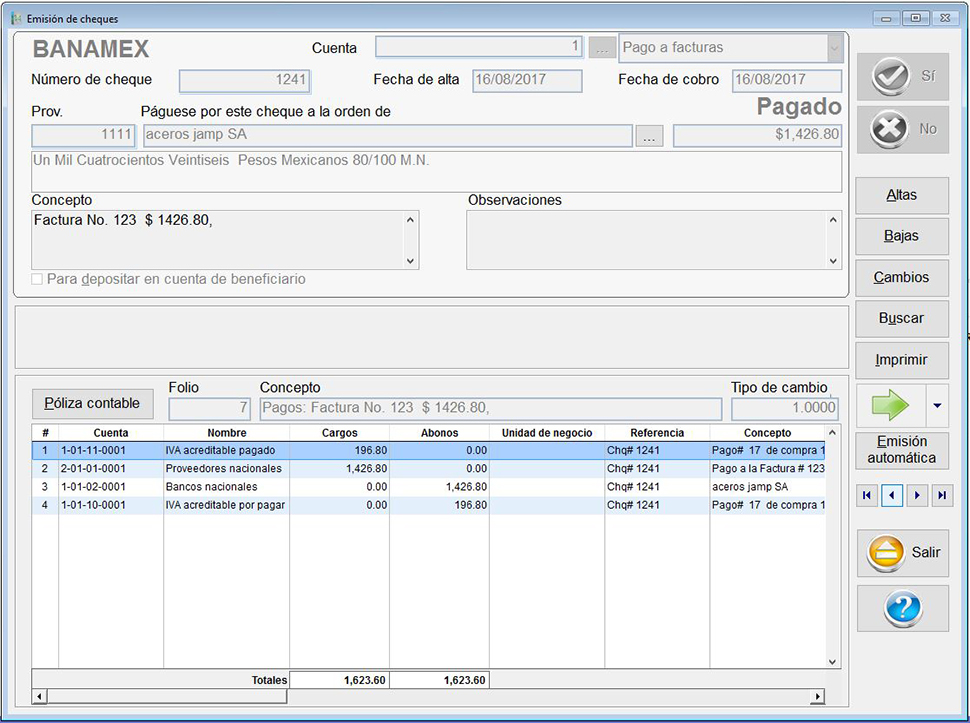 Emisión de cheques
BANAMEX Cuenta 1 ... Pago a facturas
Número de cheque 1241 Fecha de alta 16/08/2017 Fecha de cobro 16/08/2017
Pagado
Prov. Páguese por este cheque a la orden de
1111 aceros jamp SA ... $1,426.80
Un Mil Cuatrocientos Veintiseis Pesos Mexicanos 80/100 M.N.
Concepto Observaciones
Factura No. 123 $ 1426.80,
Para depositar en cuenta de beneficiario
Sí
No
Altas
Bajas
Cambios
Buscar
Imprimir
Emisión
automática
Salir
?
Póliza contable
Folio Concepto Tipo de cambio
7 Pagos: Factura No. 123 $ 1426.80, 1.0000
# Cuenta Nombre Cargos Abonos Unidad de negocio Referencia Concepto
1 1-01-11-0001 IVA acreditable pagado 196.80 0.00 Chq# 1241 Pago# 17 de compra 1
2 2-01-01-0001 Proveedores nacionales 1,426.80 0.00 Chq# 1241 Pago a la Factura # 123
3 1-01-02-0001 Bancos nacionales 0.00 1,426.80 Chq# 1241 aceros jamp SA
4 1-01-10-0001 IVA acreditable por pagar 0.00 196.80 Chq# 1241 Pago# 17 de compra 1
Totales 1,623.60 1,623.60